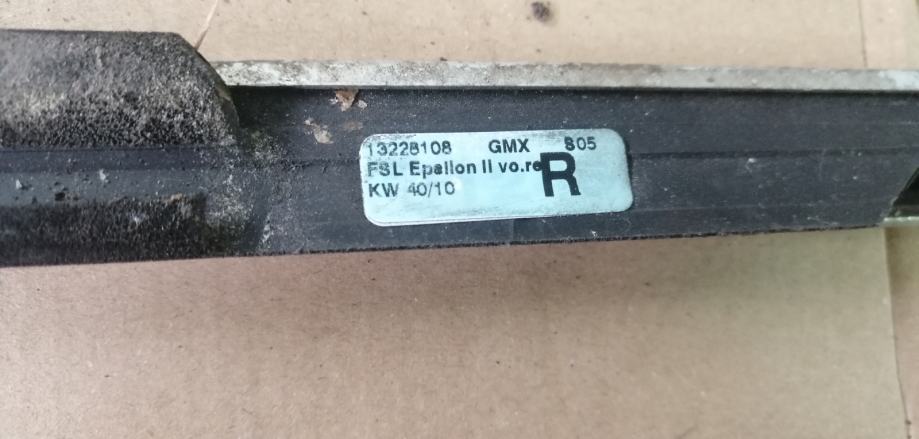 13228108 GMX S05
FSL Epsilon II vo.re
R
KW 40/10